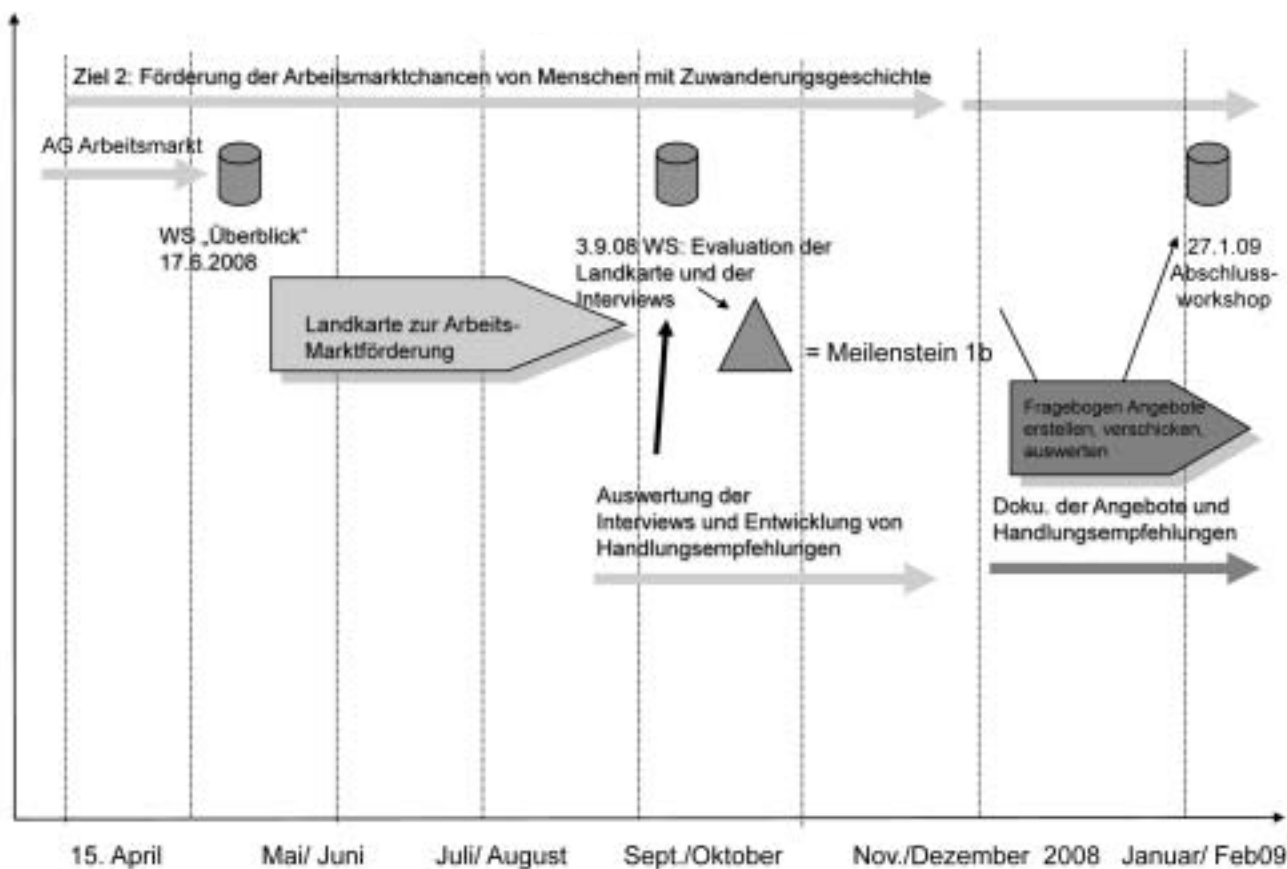 Ziel 2: Förderung der Arbeitsmarktchancen von Menschen mit Zuwanderungsgeschichte
AG Arbeitsmarkt
WS „Überblick“
17.6.2008
3.9.08 WS: Evaluation der
Landkarte und der
Interviews
27.1.09
Abschluss-
workshop
Landkarte zur Arbeits-
Marktförderung
= Meilenstein 1b
Fragebogen Angebote
erstellen, verschicken,
auswerten
Auswertung der
Interviews und Entwicklung von
Handlungsempfehlungen
Doku. der Angebote und
Handlungsempfehlungen
15. April Mai/ Juni Juli/ August Sept./Oktober Nov./Dezember 2008 Januar/ Feb09